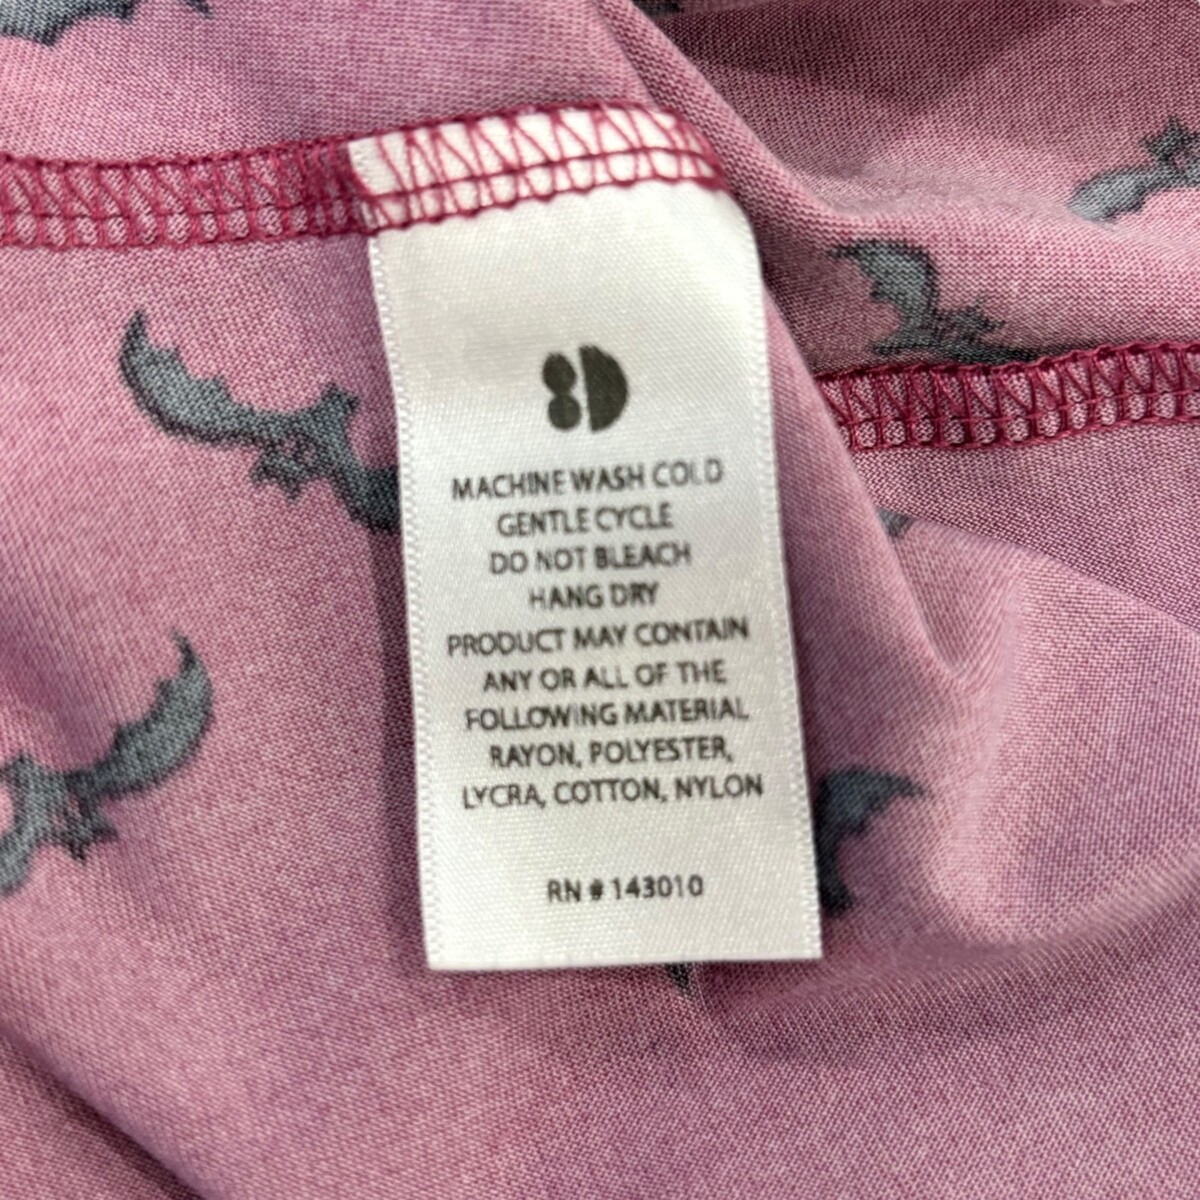 MACHINE WASH COLD
GENTLE CYCLE
DO NOT BLEACH
HANG DRY
PRODUCT MAY CONTAIN
ANY OR ALL OF THE
FOLLOWING MATERIAL
RAYON, POLYESTER,
LYCRA, COTTON, NYLON
RN # 143010